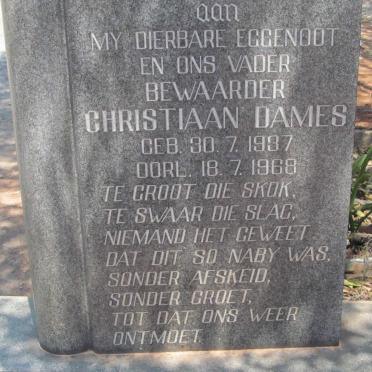 aan
MY DIERBARE EGGENOOT
EN ONS VADER
BEWAARDER
CHRISTIAAN DAMES
GEB. 30. 7. 1937
OORL. 18. 7. 1968
TE GROOT DIE SKOK,
TE SWAAR DIE SLAG,
NIEMAND HET GEWEET
DAT DIT SO NABY WAS,
SONDER AFSKEID,
SONDER GROET,
TOT DAT ONS WEER
ONTMOET.